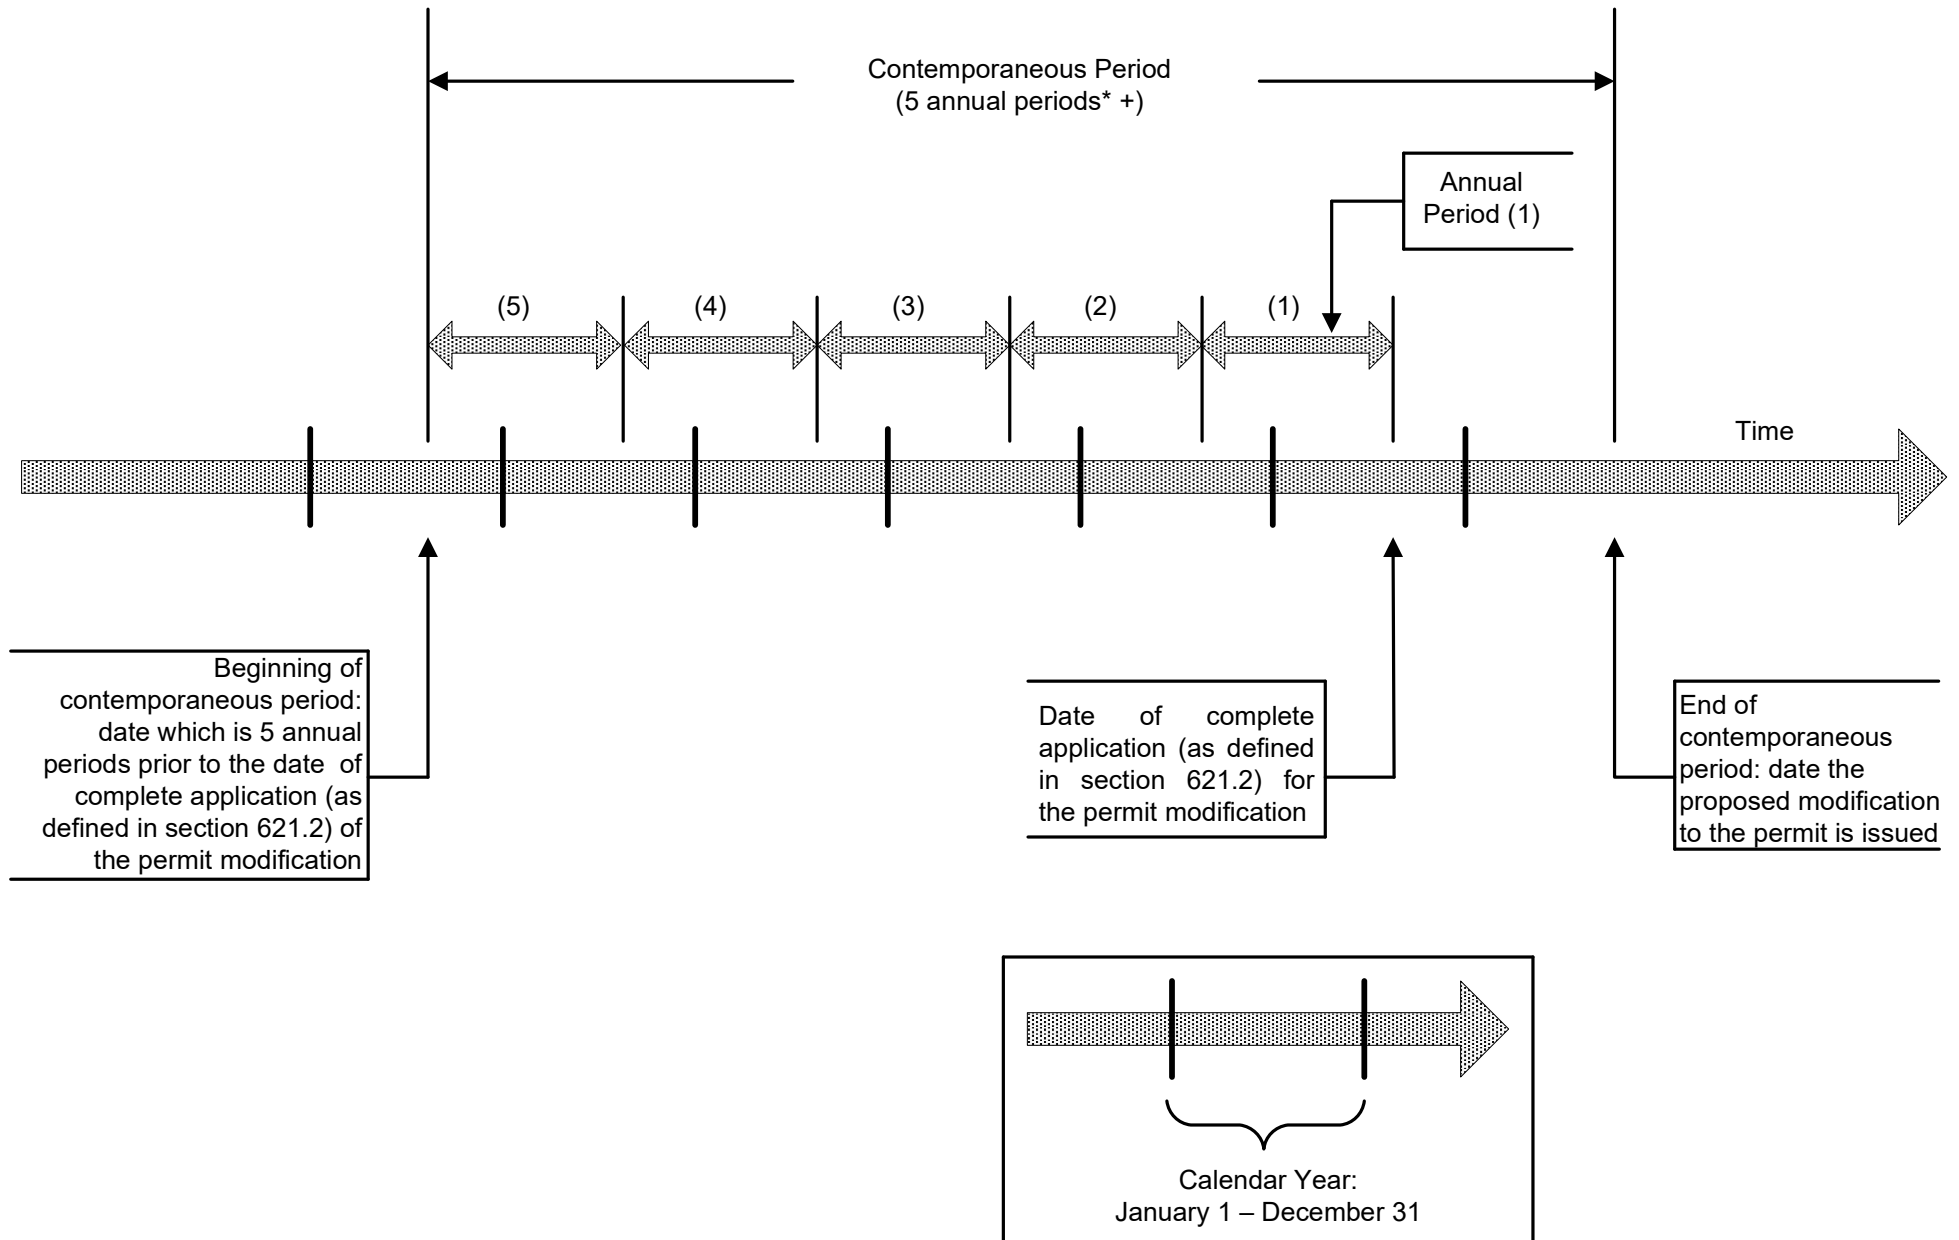 Contemporaneous Period
(5 annual periods* +)
Annual
Period (1)
(5)
(4)
(3)
(2)
(1)
Time
Beginning of
contemporaneous period:
date which is 5 annual
periods prior to the date of
complete application (as
defined in section 621.2) of
the permit modification
Date of complete
application (as defined
in section 621.2) for
the permit modification
End of
contemporaneous
period: date the
proposed modification
to the permit is issued
Calendar Year:
January 1 – December 31